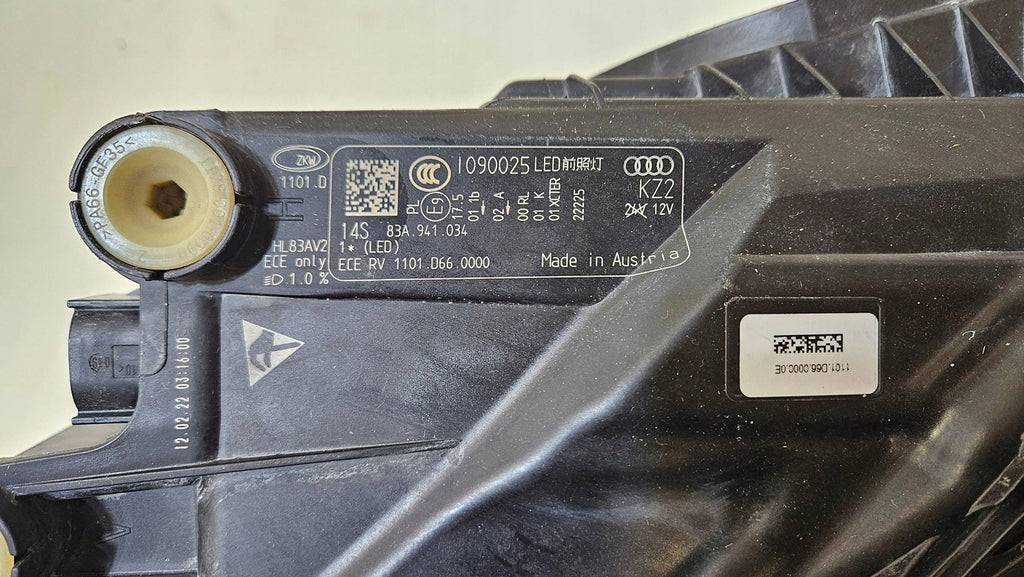 >PA66-GF35<
ZKW
1101.D
I090025 LED前照灯
KZ2
24V 12V
PL
E9
17.5
01 1b
02 A
00 RL
01 K
01 XLTER
22225
14S 83A.941.034
HL83AV2
1* (LED)
ECE only
ECE RV 1101.D66.0000
Made in Austria
1.0 %
12.02.22 03:16:00
1101.D66.0000.0E